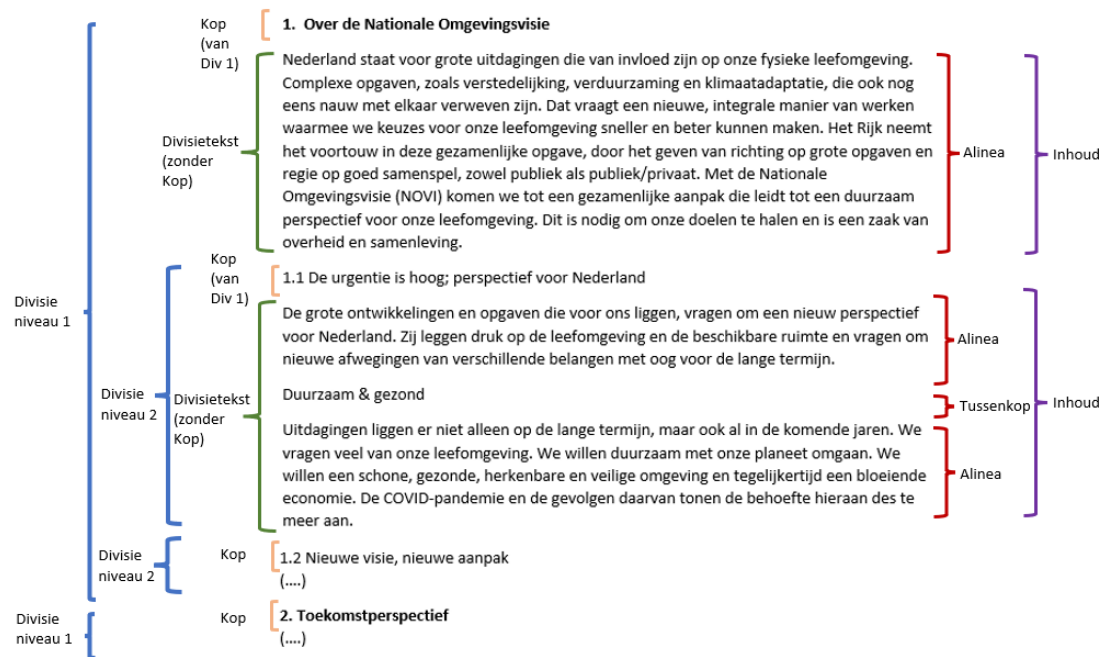 Kop
(van
Div 1)
1. Over de Nationale Omgevingsvisie
Divisietekst
(zonder
Kop)
Nederland staat voor grote uitdagingen die van invloed zijn op onze fysieke leefomgeving.
Complexe opgaven, zoals verstedelijking, verduurzaming en klimaatadaptatie, die ook nog
eens nauw met elkaar verweven zijn. Dat vraagt een nieuwe, integrale manier van werken
waarmee we keuzes voor onze leefomgeving sneller en beter kunnen maken. Het Rijk neemt
het voortouw in deze gezamenlijke opgave, door het geven van richting op grote opgaven en
regie op goed samenspel, zowel publiek als publiek/privaat. Met de Nationale
Omgevingsvisie (NOVI) komen we tot een gezamenlijke aanpak die leidt tot een duurzaam
perspectief voor onze leefomgeving. Dit is nodig om onze doelen te halen en is een zaak van
overheid en samenleving.
Alinea
Inhoud
Divisie
niveau 1
Kop
(van
Div 1)
1.1 De urgentie is hoog; perspectief voor Nederland
Divisie
niveau 2
Divisietekst
(zonder
Kop)
De grote ontwikkelingen en opgaven die voor ons liggen, vragen om een nieuw perspectief
voor Nederland. Zij leggen druk op de leefomgeving en de beschikbare ruimte en vragen om
nieuwe afwegingen van verschillende belangen met oog voor de lange termijn.
Alinea
Duurzaam & gezond
Tussenkop
Inhoud
Uitdagingen liggen er niet alleen op de lange termijn, maar ook al in de komende jaren. We
vragen veel van onze leefomgeving. We willen duurzaam met onze planeet omgaan. We
willen een schone, gezonde, herkenbare en veilige omgeving en tegelijkertijd een bloeiende
economie. De COVID-pandemie en de gevolgen daarvan tonen de behoefte hieraan des te
meer aan.
Alinea
Divisie
niveau 2
Kop
1.2 Nieuwe visie, nieuwe aanpak
(....)
Divisie
niveau 1
Kop
2. Toekomstperspectief
(....)